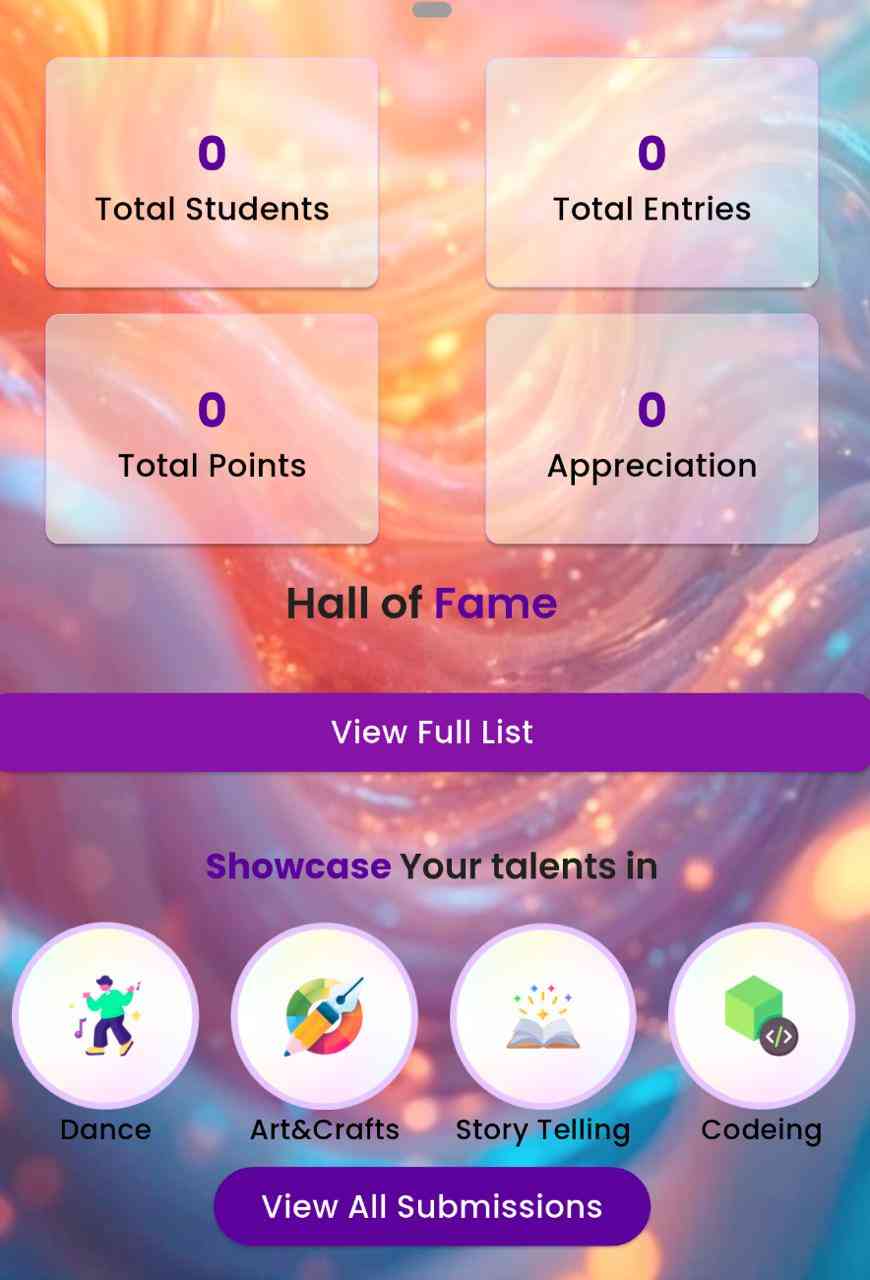 0
Total Students
0
Total Entries
0
Total Points
0
Appreciation
Hall of Fame
View Full List
Showcase Your talents in
Dance
Art&Crafts
Story Telling
Codeing
View All Submissions